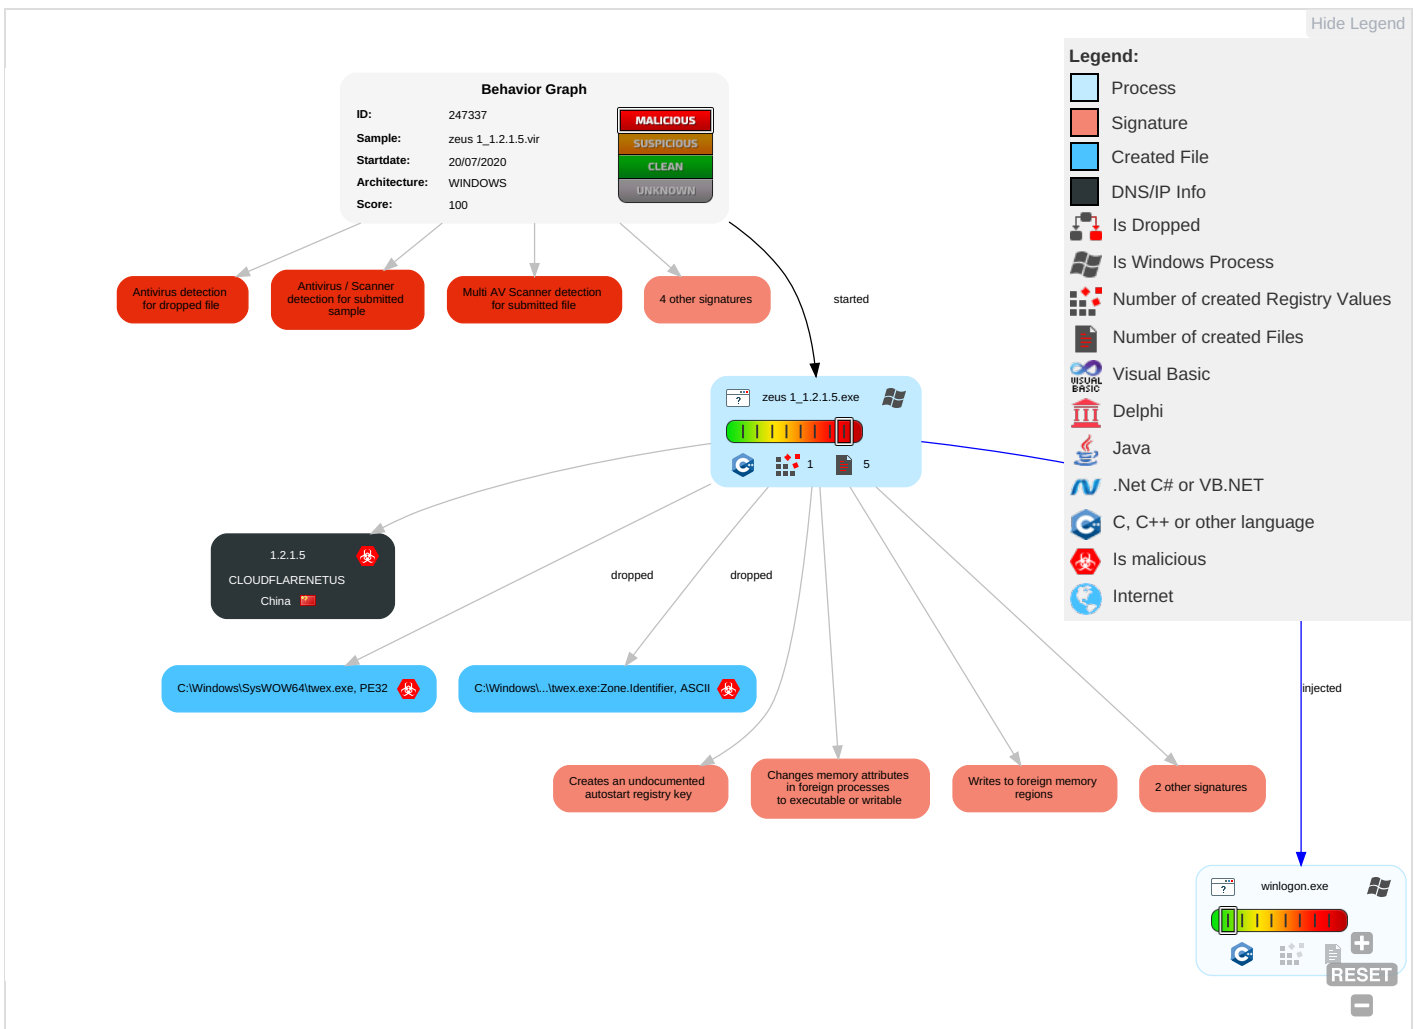 Hide Legend
Legend:
Process
Signature
Created File
DNS/IP Info
Is Dropped
Is Windows Process
Number of created Registry Values
Number of created Files
VISUAL
BASIC
Visual Basic
Delphi
Java
.Net C# or VB.NET
C, C++ or other language
Is malicious
Internet
Behavior Graph
ID: 247337
Sample: zeus 1_1.2.1.5.vir
Startdate: 20/07/2020
Architecture: WINDOWS
Score: 100
MALICIOUS
SUSPICIOUS
CLEAN
UNKNOWN
Antivirus detection
for dropped file
Antivirus / Scanner
detection for submitted
sample
Multi AV Scanner detection
for submitted file
4 other signatures
started
zeus 1_1.2.1.5.exe
1
5
1.2.1.5
CLOUDFLARENETUS
China
dropped
dropped
C:\Windows\SysWOW64\twex.exe, PE32
C:\Windows\...\twex.exe:Zone.Identifier, ASCII
injected
Creates an undocumented
autostart registry key
Changes memory attributes
in foreign processes
to executable or writable
Writes to foreign memory
regions
2 other signatures
winlogon.exe
RESET